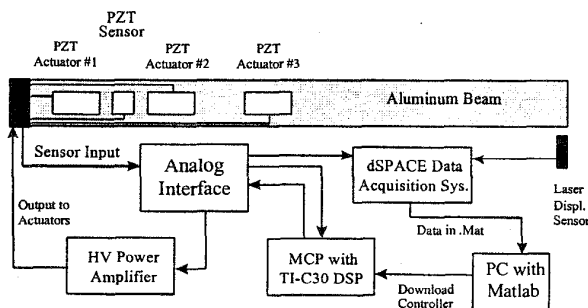 PZT
Sensor
PZT
Actuator #1
PZT
Actuator #2
PZT
Actuator #3
Aluminum Beam
Sensor Input
Analog
Interface
dSPACE Data
Acquisition Sys.
Laser
Displ.
Sensor
Output to
Actuators
Data in .Mat
HV Power
Amplifier
MCP with
TI-C30 DSP
Download
Controller
PC with
Matlab